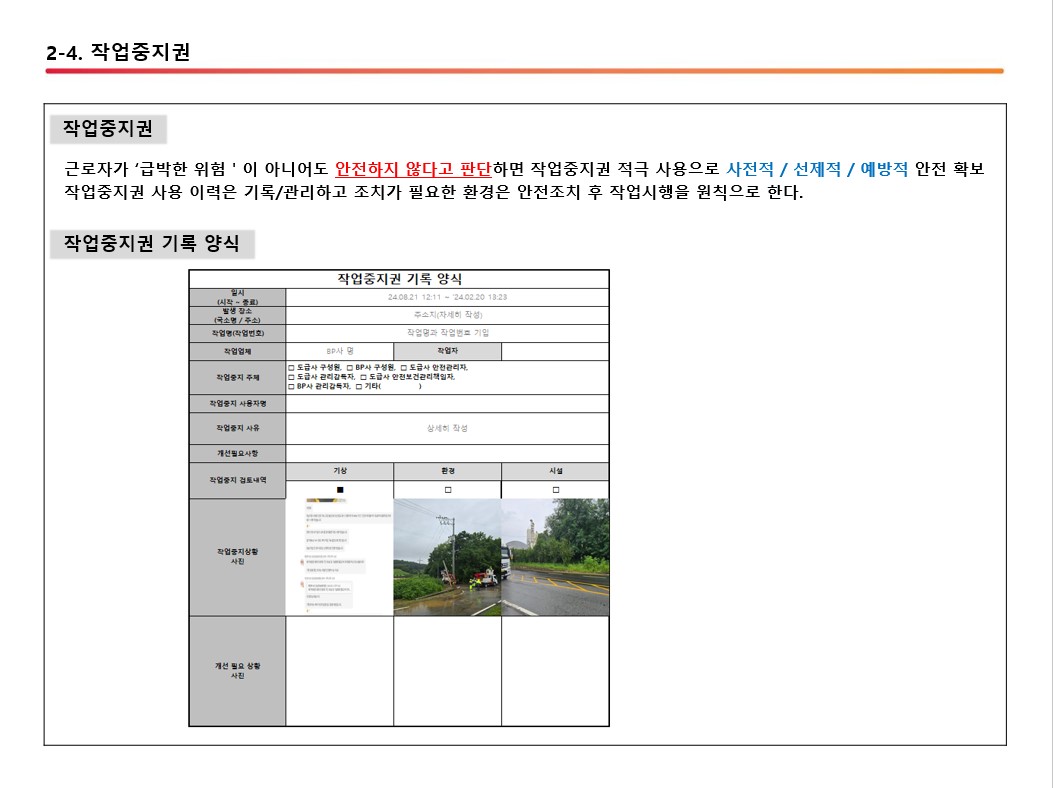 2-4. 작업중지권
작업중지권
근로자가 ‘급박한 위험 ' 이 아니어도 안전하지 않다고 판단하면 작업중지권 적극 사용으로 사전적 / 선제적 / 예방적 안전 확보
작업중지권 사용 이력은 기록/관리하고 조치가 필요한 환경은 안전조치 후 작업시행을 원칙으로 한다.
작업중지권 기록 양식
작업중지권 기록 양식
일시
(시작 ~ 종료)
24.08.21 12:11 ~ '24.02.20 13:23
발생 장소
(국소명 / 주소)
주소지(자세히 작성)
작업명(작업번호)
작업명과 작업번호 기입
작업업체
BP사 명
작업자
작업중지 주체
□ 도급사 구성원, □ BP사 구성원, □ 도급사 안전관리자,
□ 도급사 관리감독자, □ 도급사 안전보건관리책임자,
□ BP사 관리감독자, □ 기타( )
작업중지 사용자명
작업중지 사유
상세히 작성
개선필요사항
작업중지 검토내역
기상 환경 시설
■ □ □
작업중지상황
사진
개선 필요 상황
사진